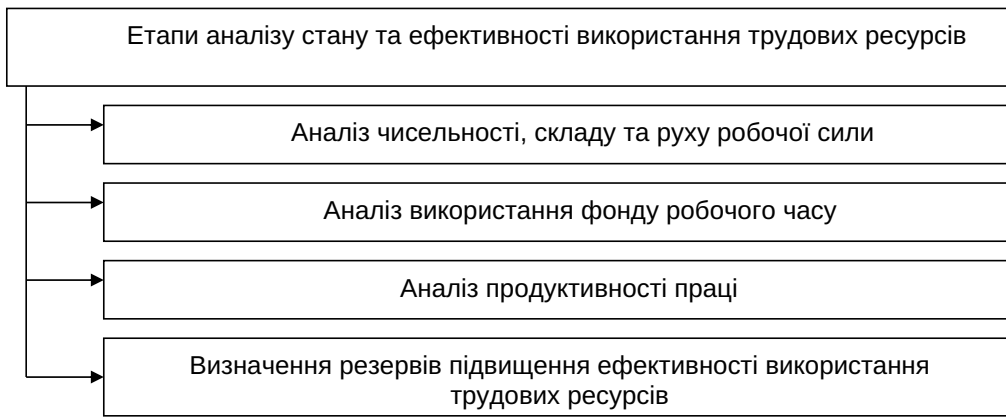 Етапи аналізу стану та ефективності використання трудових ресурсів
Аналіз чисельності, складу та руху робочої сили
Аналіз використання фонду робочого часу
Аналіз продуктивності праці
Визначення резервів підвищення ефективності використання
трудових ресурсів